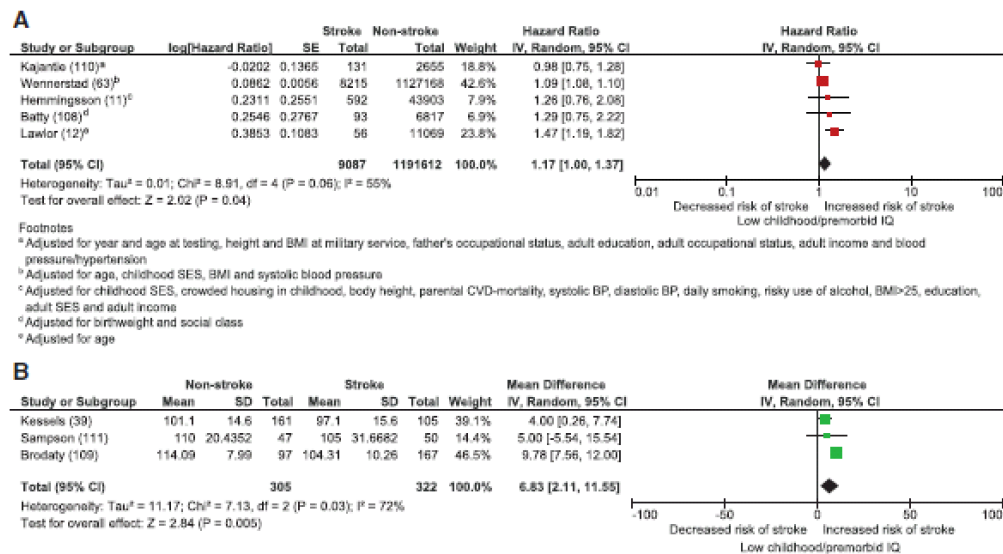 A
Stroke Non-stroke Hazard Ratio Hazard Ratio
Study or Subgroup log[Hazard Ratio] SE Total Total Weight IV, Random, 95% CI IV, Random, 95% CI
Kajantie (110)ᵃ -0.0202 0.1365 131 2655 18.8% 0.98 [0.75, 1.28]
Wennerstad (63)ᵇ 0.0862 0.0056 8215 1127168 42.6% 1.09 [1.08, 1.10]
Hemmingsson (11)ᶜ 0.2311 0.2551 592 43903 7.9% 1.26 [0.76, 2.08]
Batty (108)ᵈ 0.2546 0.2767 93 6817 6.9% 1.29 [0.75, 2.22]
Lawlor (12)ᵉ 0.3853 0.1083 56 11069 23.8% 1.47 [1.19, 1.82]
Total (95% CI) 9087 1191612 100.0% 1.17 [1.00, 1.37]
Heterogeneity: Tau² = 0.01; Chi² = 8.91, df = 4 (P = 0.06); I² = 55%
Test for overall effect: Z = 2.02 (P = 0.04)
0.01 0.1 1 10 100
Decreased risk of stroke Increased risk of stroke
Low childhood/premorbid IQ
Footnotes
ᵃ Adjusted for year and age at testing, height and BMI at military service, father's occupational status, adult education, adult occupational status, adult income and blood
pressure/hypertension
ᵇ Adjusted for age, childhood SES, BMI and systolic blood pressure
ᶜ Adjusted for childhood SES, crowded housing in childhood, body height, parental CVD-mortality, systolic BP, diastolic BP, daily smoking, risky use of alcohol, BMI>25, education,
adult SES and adult income
ᵈ Adjusted for birthweight and social class
ᵉ Adjusted for age
B
Non-stroke Stroke Mean Difference Mean Difference
Study or Subgroup Mean SD Total Mean SD Total Weight IV, Random, 95% CI IV, Random, 95% CI
Kessels (39) 101.1 14.6 161 97.1 15.6 105 39.1% 4.00 [0.26, 7.74]
Sampson (111) 110 20.4352 47 105 31.6682 50 14.4% 5.00 [-5.54, 15.54]
Brodaty (109) 114.09 7.99 97 104.31 10.26 167 46.5% 9.78 [7.56, 12.00]
Total (95% CI) 305 322 100.0% 6.83 [2.11, 11.55]
Heterogeneity: Tau² = 11.17; Chi² = 7.13, df = 2 (P = 0.03); I² = 72%
Test for overall effect: Z = 2.84 (P = 0.005)
-100 -50 0 50 100
Decreased risk of stroke Increased risk of stroke
Low childhood/premorbid IQ